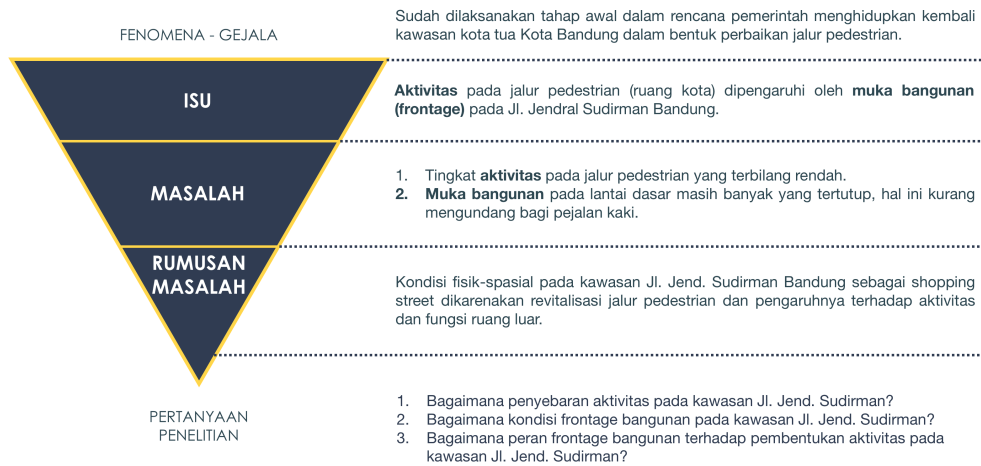 FENOMENA - GEJALA
Sudah dilaksanakan tahap awal dalam rencana pemerintah menghidupkan kembali
kawasan kota tua Kota Bandung dalam bentuk perbaikan jalur pedestrian.
ISU
Aktivitas pada jalur pedestrian (ruang kota) dipengaruhi oleh muka bangunan
(frontage) pada Jl. Jendral Sudirman Bandung.
MASALAH
1. Tingkat aktivitas pada jalur pedestrian yang terbilang rendah.
2. Muka bangunan pada lantai dasar masih banyak yang tertutup, hal ini kurang
mengundang bagi pejalan kaki.
RUMUSAN
MASALAH
Kondisi fisik-spasial pada kawasan Jl. Jend. Sudirman Bandung sebagai shopping
street dikarenakan revitalisasi jalur pedestrian dan pengaruhnya terhadap aktivitas
dan fungsi ruang luar.
PERTANYAAN
PENELITIAN
1. Bagaimana penyebaran aktivitas pada kawasan Jl. Jend. Sudirman?
2. Bagaimana kondisi frontage bangunan pada kawasan Jl. Jend. Sudirman?
3. Bagaimana peran frontage bangunan terhadap pembentukan aktivitas pada
kawasan Jl. Jend. Sudirman?